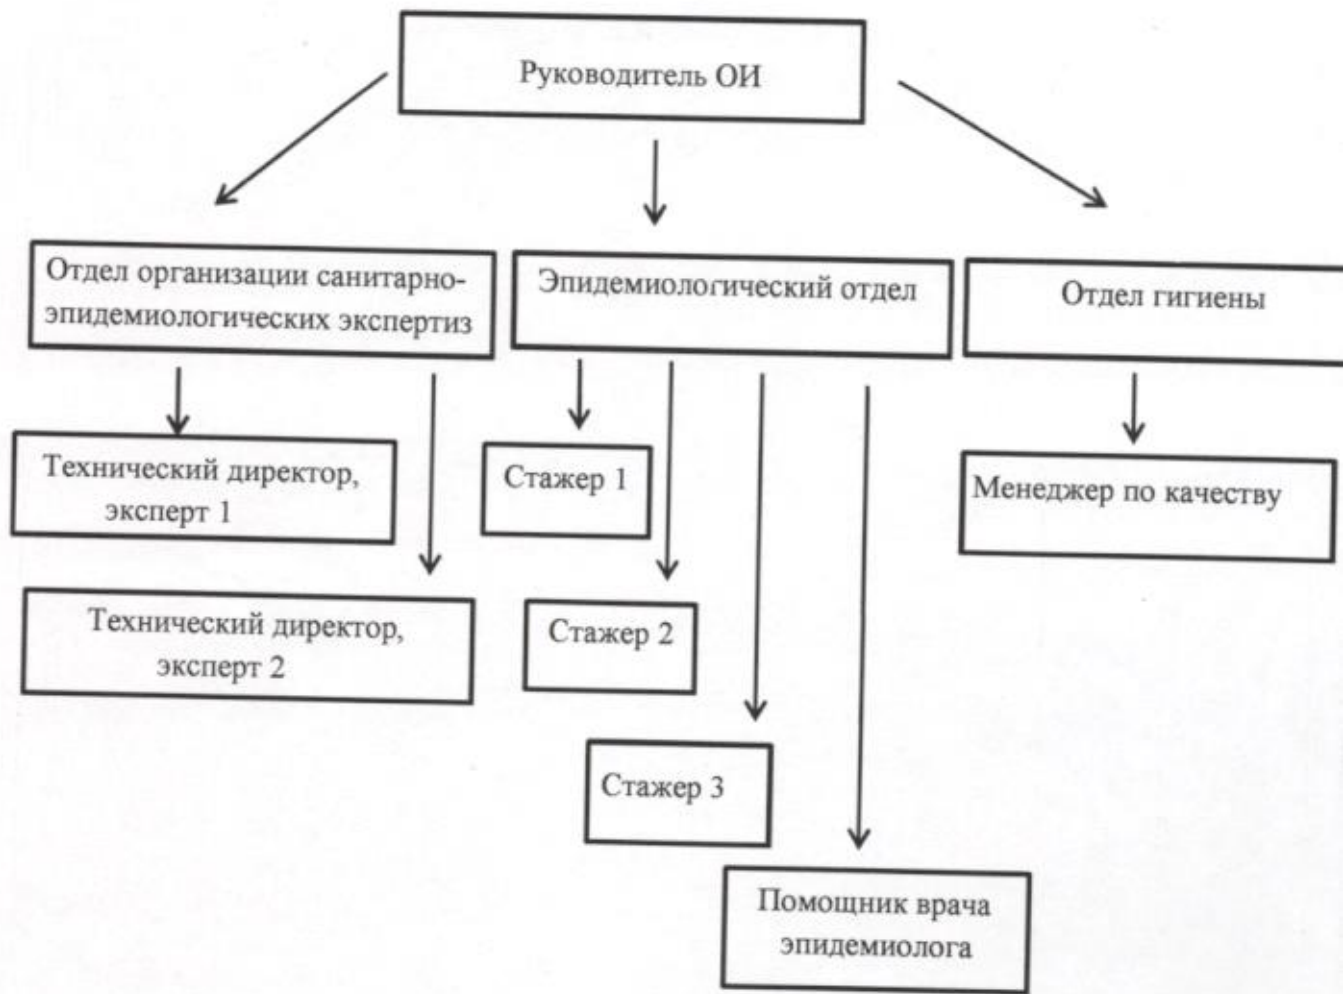 Руководитель ОИ
Отдел организации санитарно-
эпидемиологических экспертиз
Эпидемиологический отдел
Отдел гигиены
Технический директор,
эксперт 1
Стажер 1
Менеджер по качеству
Технический директор,
эксперт 2
Стажер 2
Стажер 3
Помощник врача
эпидемиолога